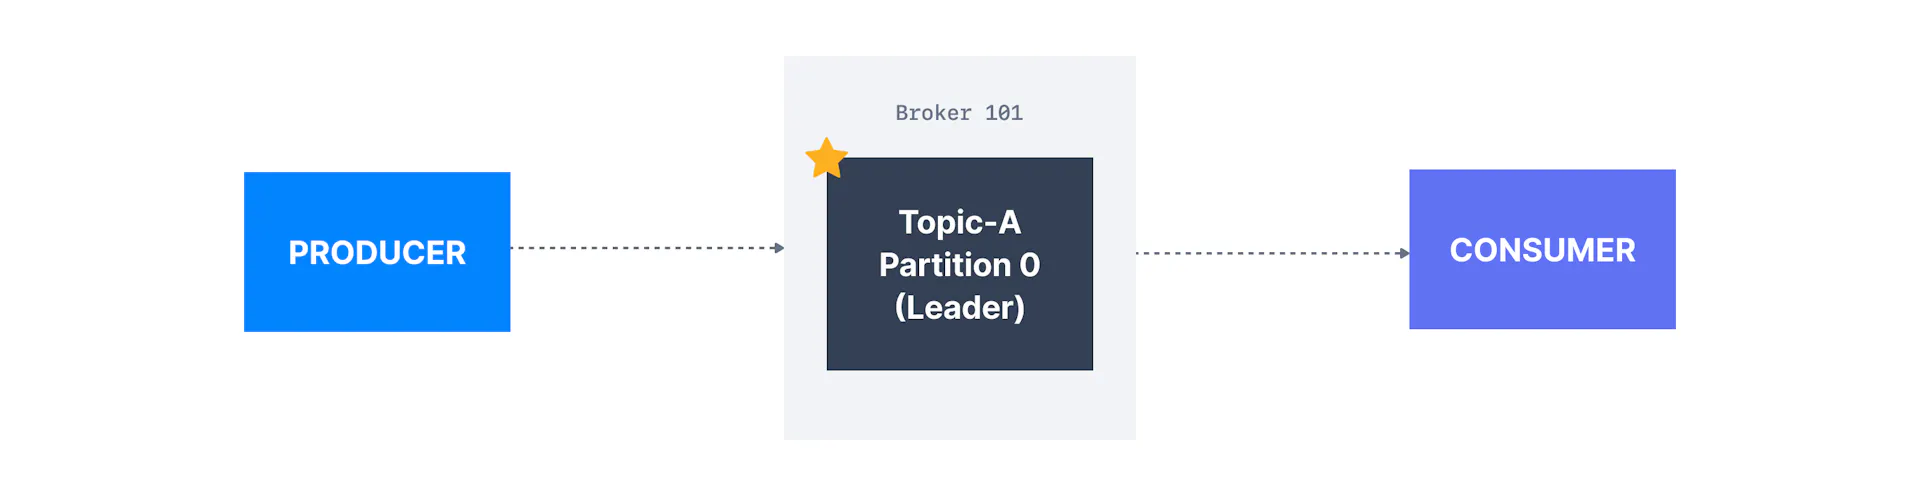 Broker 101
PRODUCER
Topic-A
Partition 0
(Leader)
CONSUMER